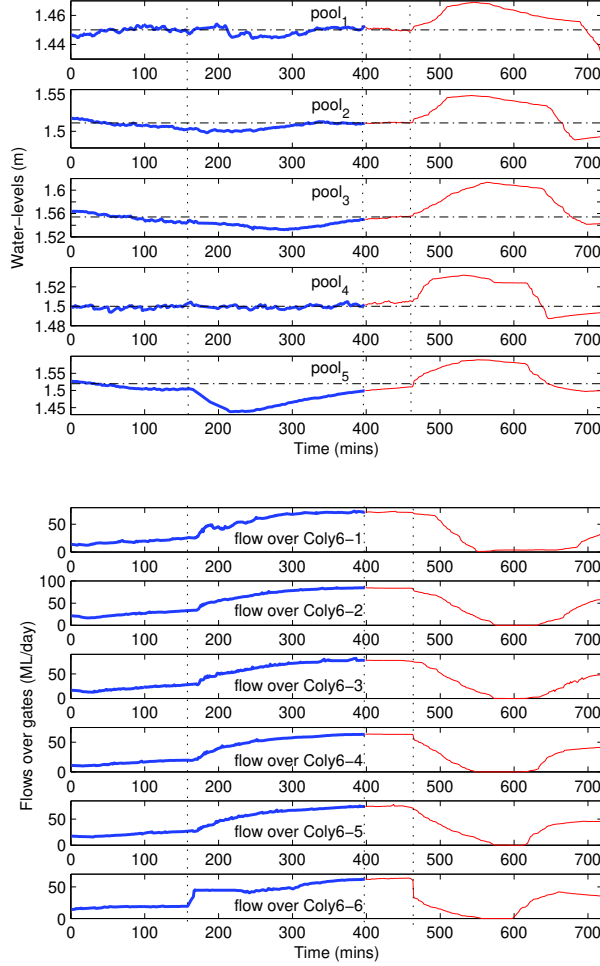 1.46
1.44
pool1
0 100 200 300 400 500 600 700
1.55
1.5
pool2
0 100 200 300 400 500 600 700
1.6
1.56
1.52
pool3
0 100 200 300 400 500 600 700
1.52
1.5
1.48
pool4
0 100 200 300 400 500 600 700
1.55
1.5
1.45
pool5
0 100 200 300 400 500 600 700
Water-levels (m)
Time (mins)
50
0
flow over Coly6-1
0 100 200 300 400 500 600 700
100
50
0
flow over Coly6-2
0 100 200 300 400 500 600 700
50
0
flow over Coly6-3
0 100 200 300 400 500 600 700
50
0
flow over Coly6-4
0 100 200 300 400 500 600 700
50
0
flow over Coly6-5
0 100 200 300 400 500 600 700
50
0
flow over Coly6-6
0 100 200 300 400 500 600 700
Flows over gates (ML/day)
Time (mins)